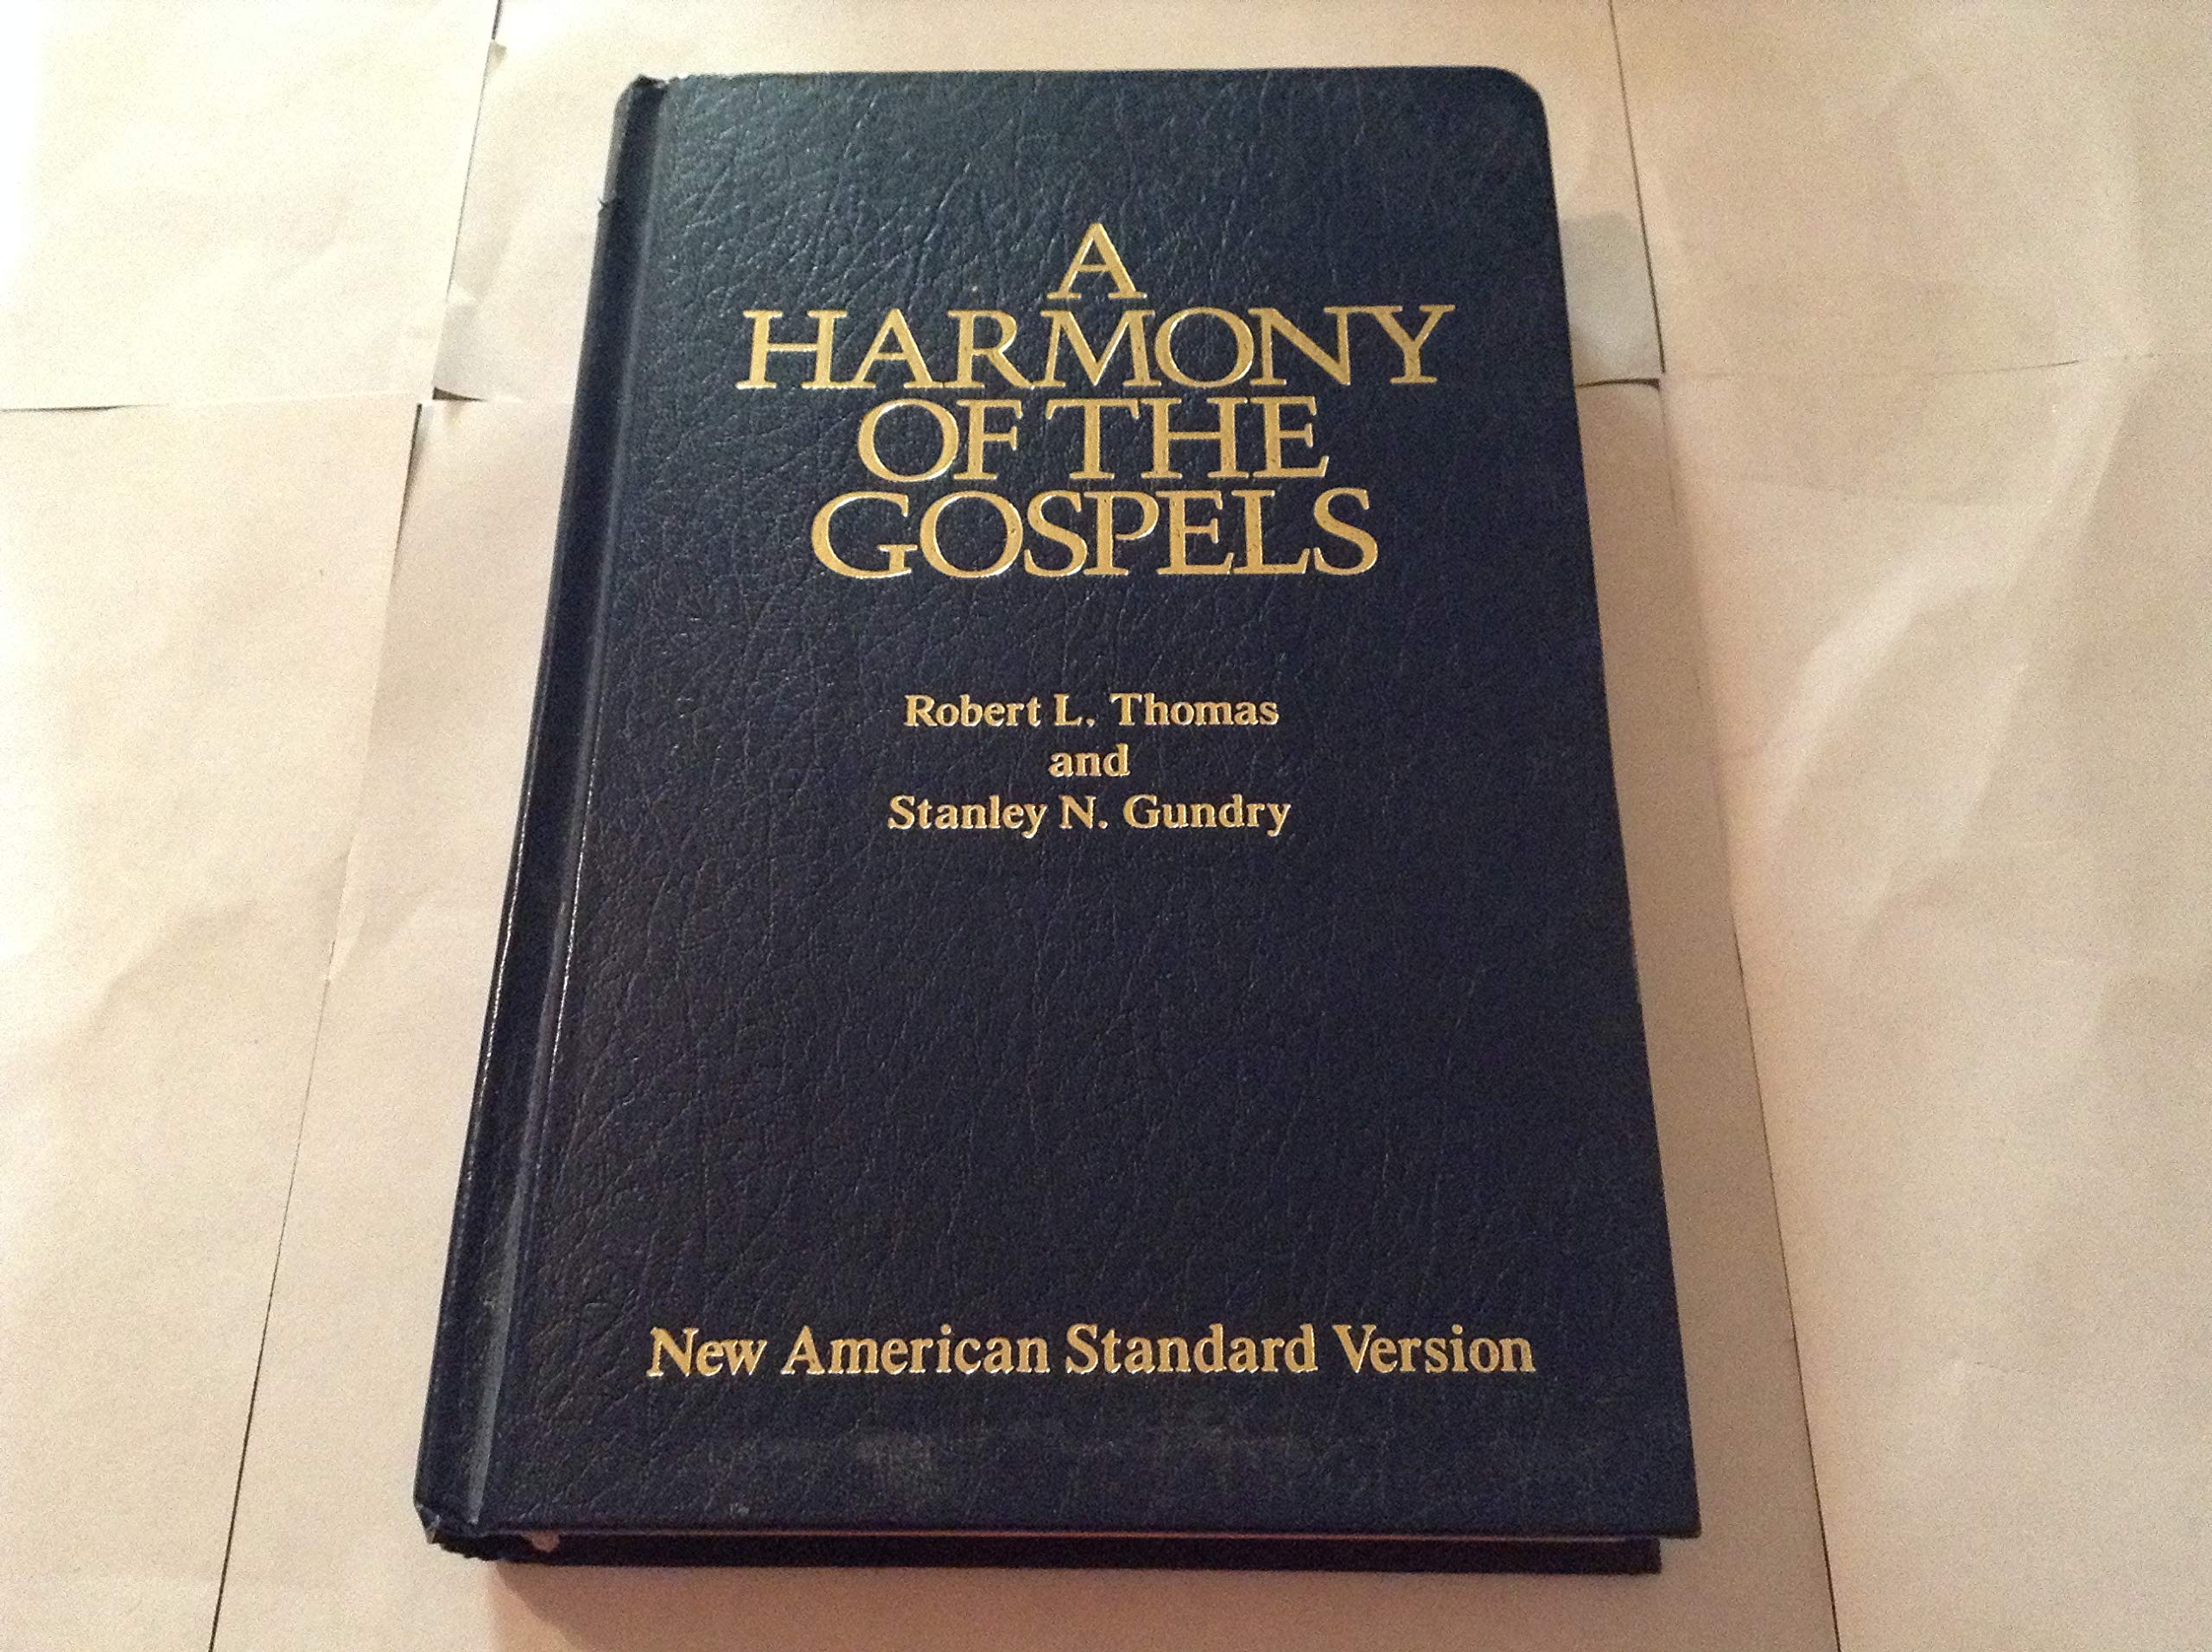 A
HARMONY
OF THE
GOSPELS
Robert L. Thomas
and
Stanley N. Gundry
New American Standard Version